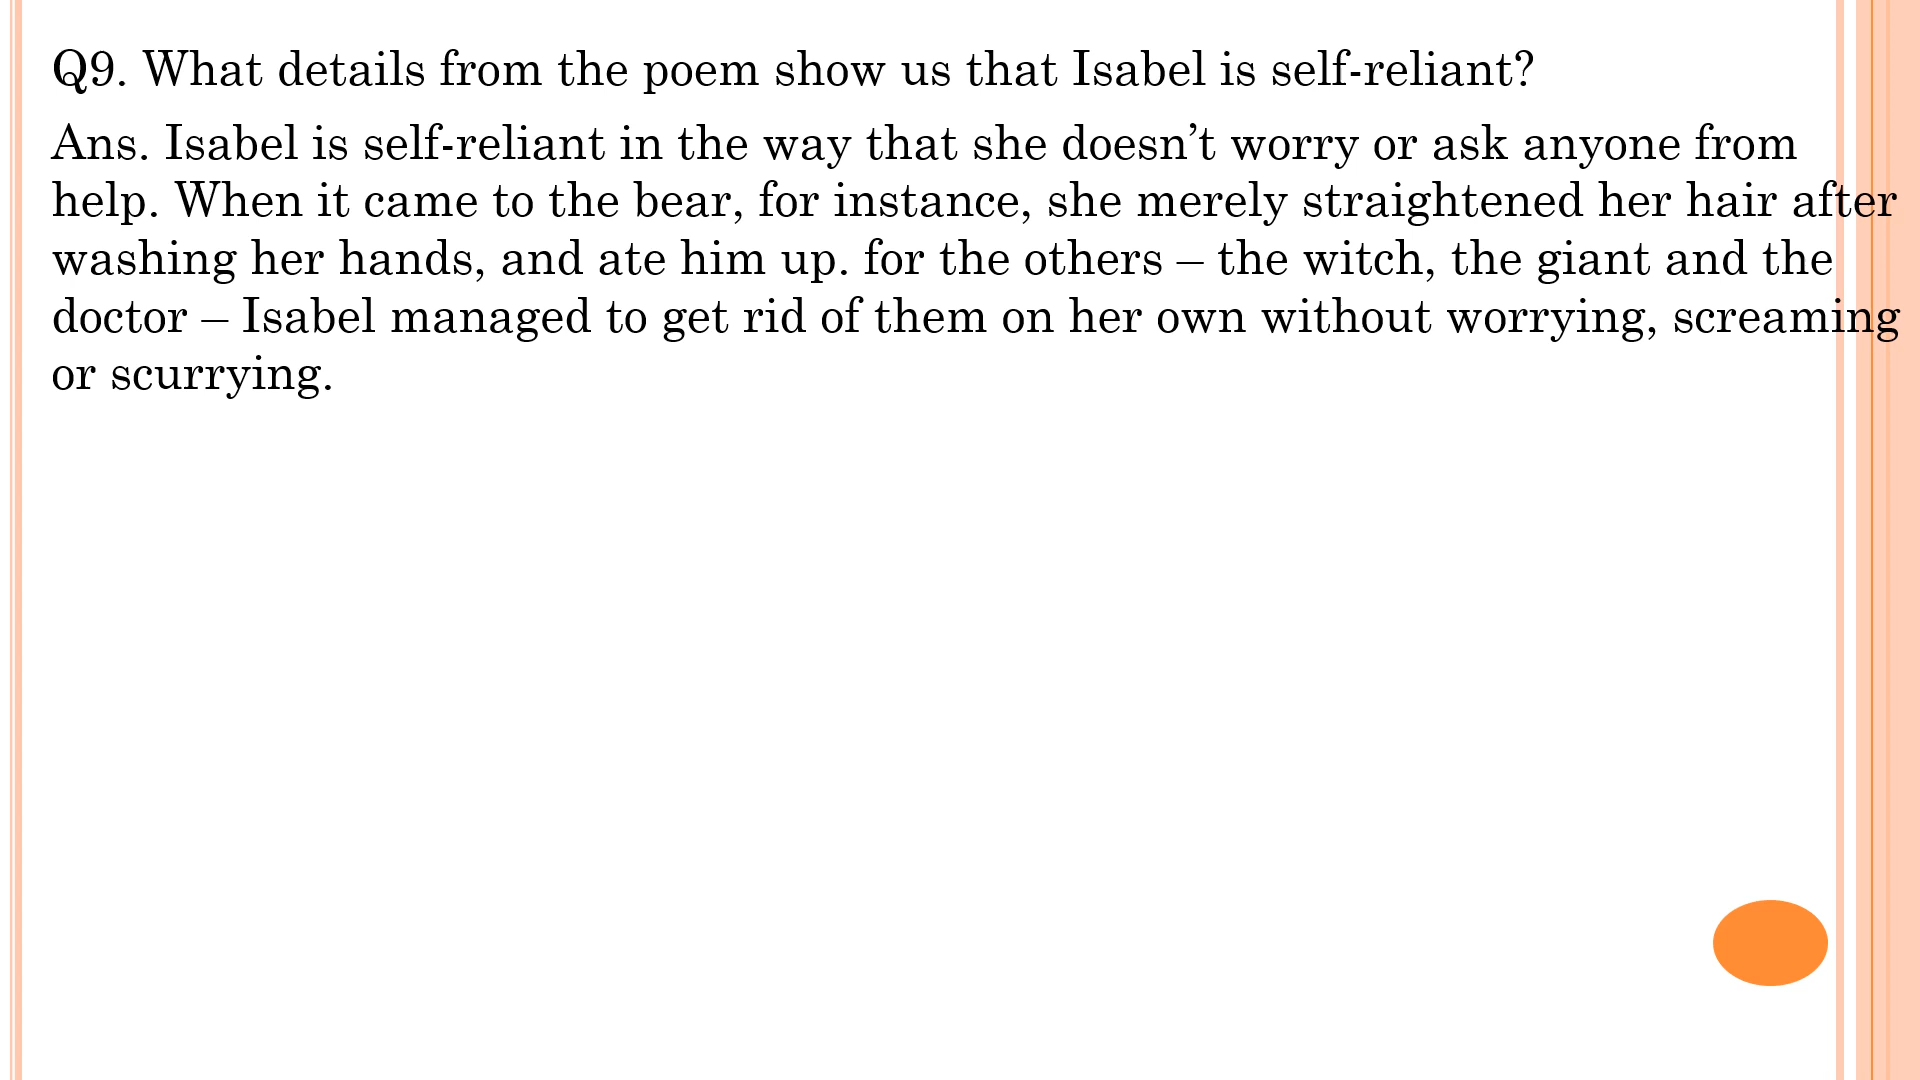 Q9. What details from the poem show us that Isabel is self-reliant?
Ans. Isabel is self-reliant in the way that she doesn’t worry or ask anyone from
help. When it came to the bear, for instance, she merely straightened her hair after
washing her hands, and ate him up. for the others – the witch, the giant and the
doctor – Isabel managed to get rid of them on her own without worrying, screaming
or scurrying.